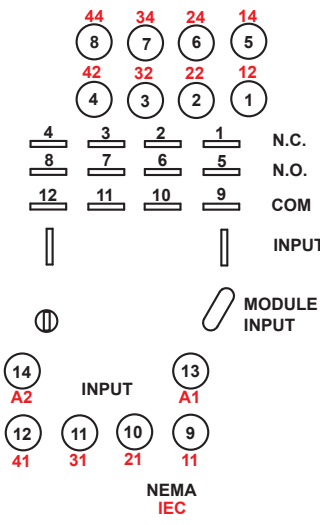 44 34 24 14
8 7 6 5
42 32 22 12
4 3 2 1
4 3 2 1 N.C.
8 7 6 5 N.O.
12 11 10 9 COM
INPUT
MODULE
INPUT
14 13
INPUT
A2 A1
12 11 10 9
41 31 21 11
NEMA
IEC